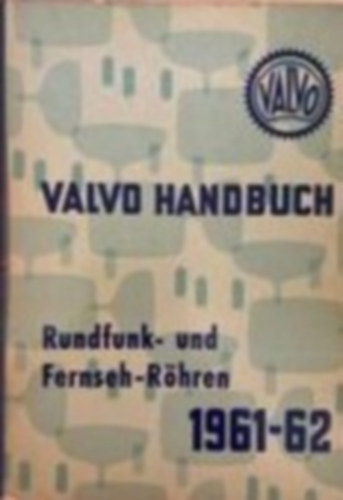 VALVO
VALVO HANDBUCH
Rundfunk- und
Fernseh-Röhren
1961-62